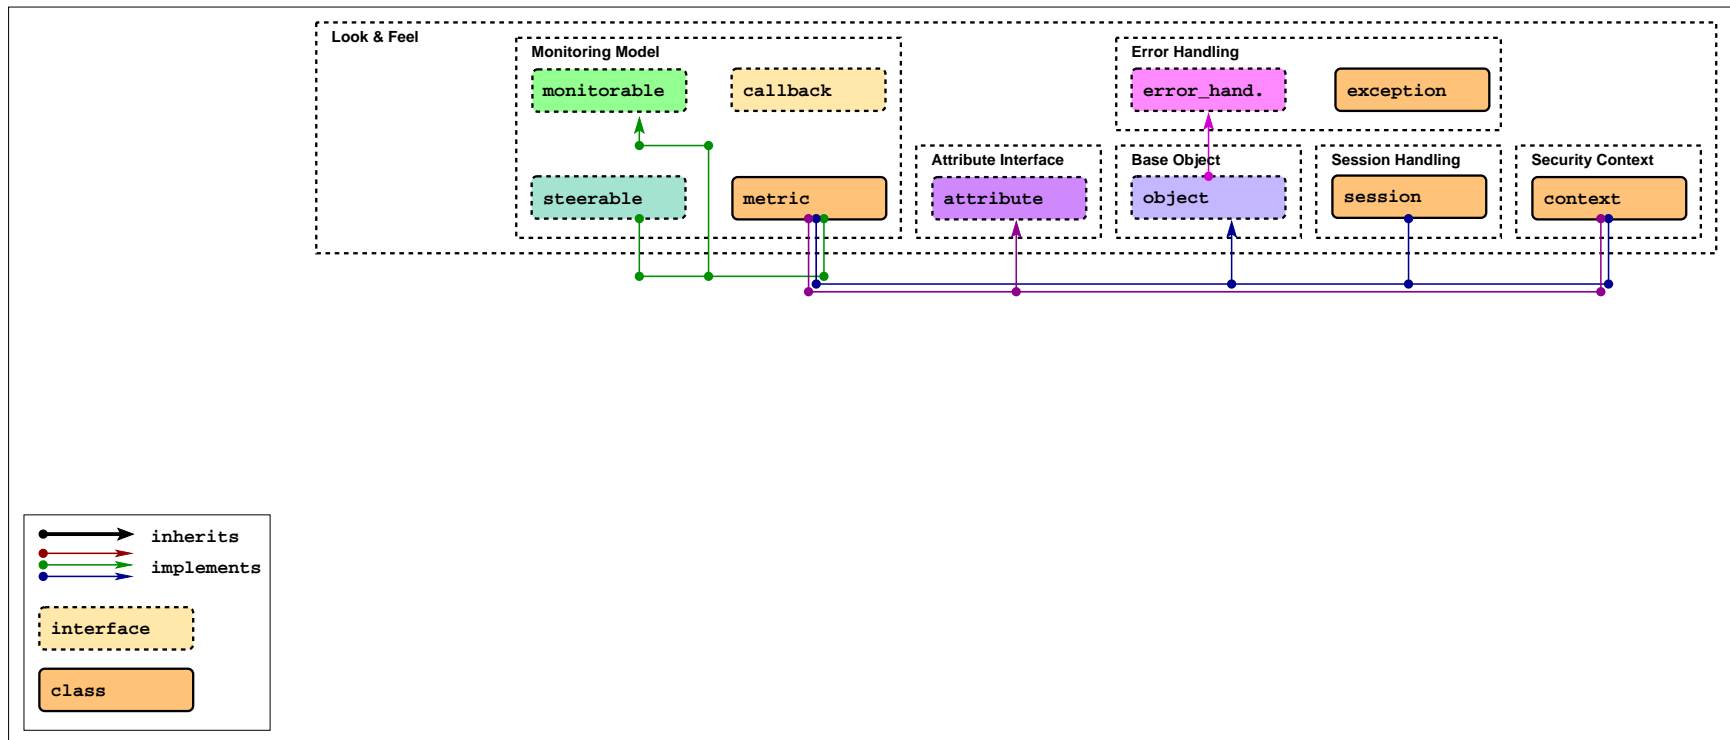 Look & Feel
Monitoring Model
Error Handling
monitorable
callback
error_hand.
exception
Attribute Interface
Base Object
Session Handling
Security Context
steerable
metric
attribute
object
session
context
inherits
implements
interface
class